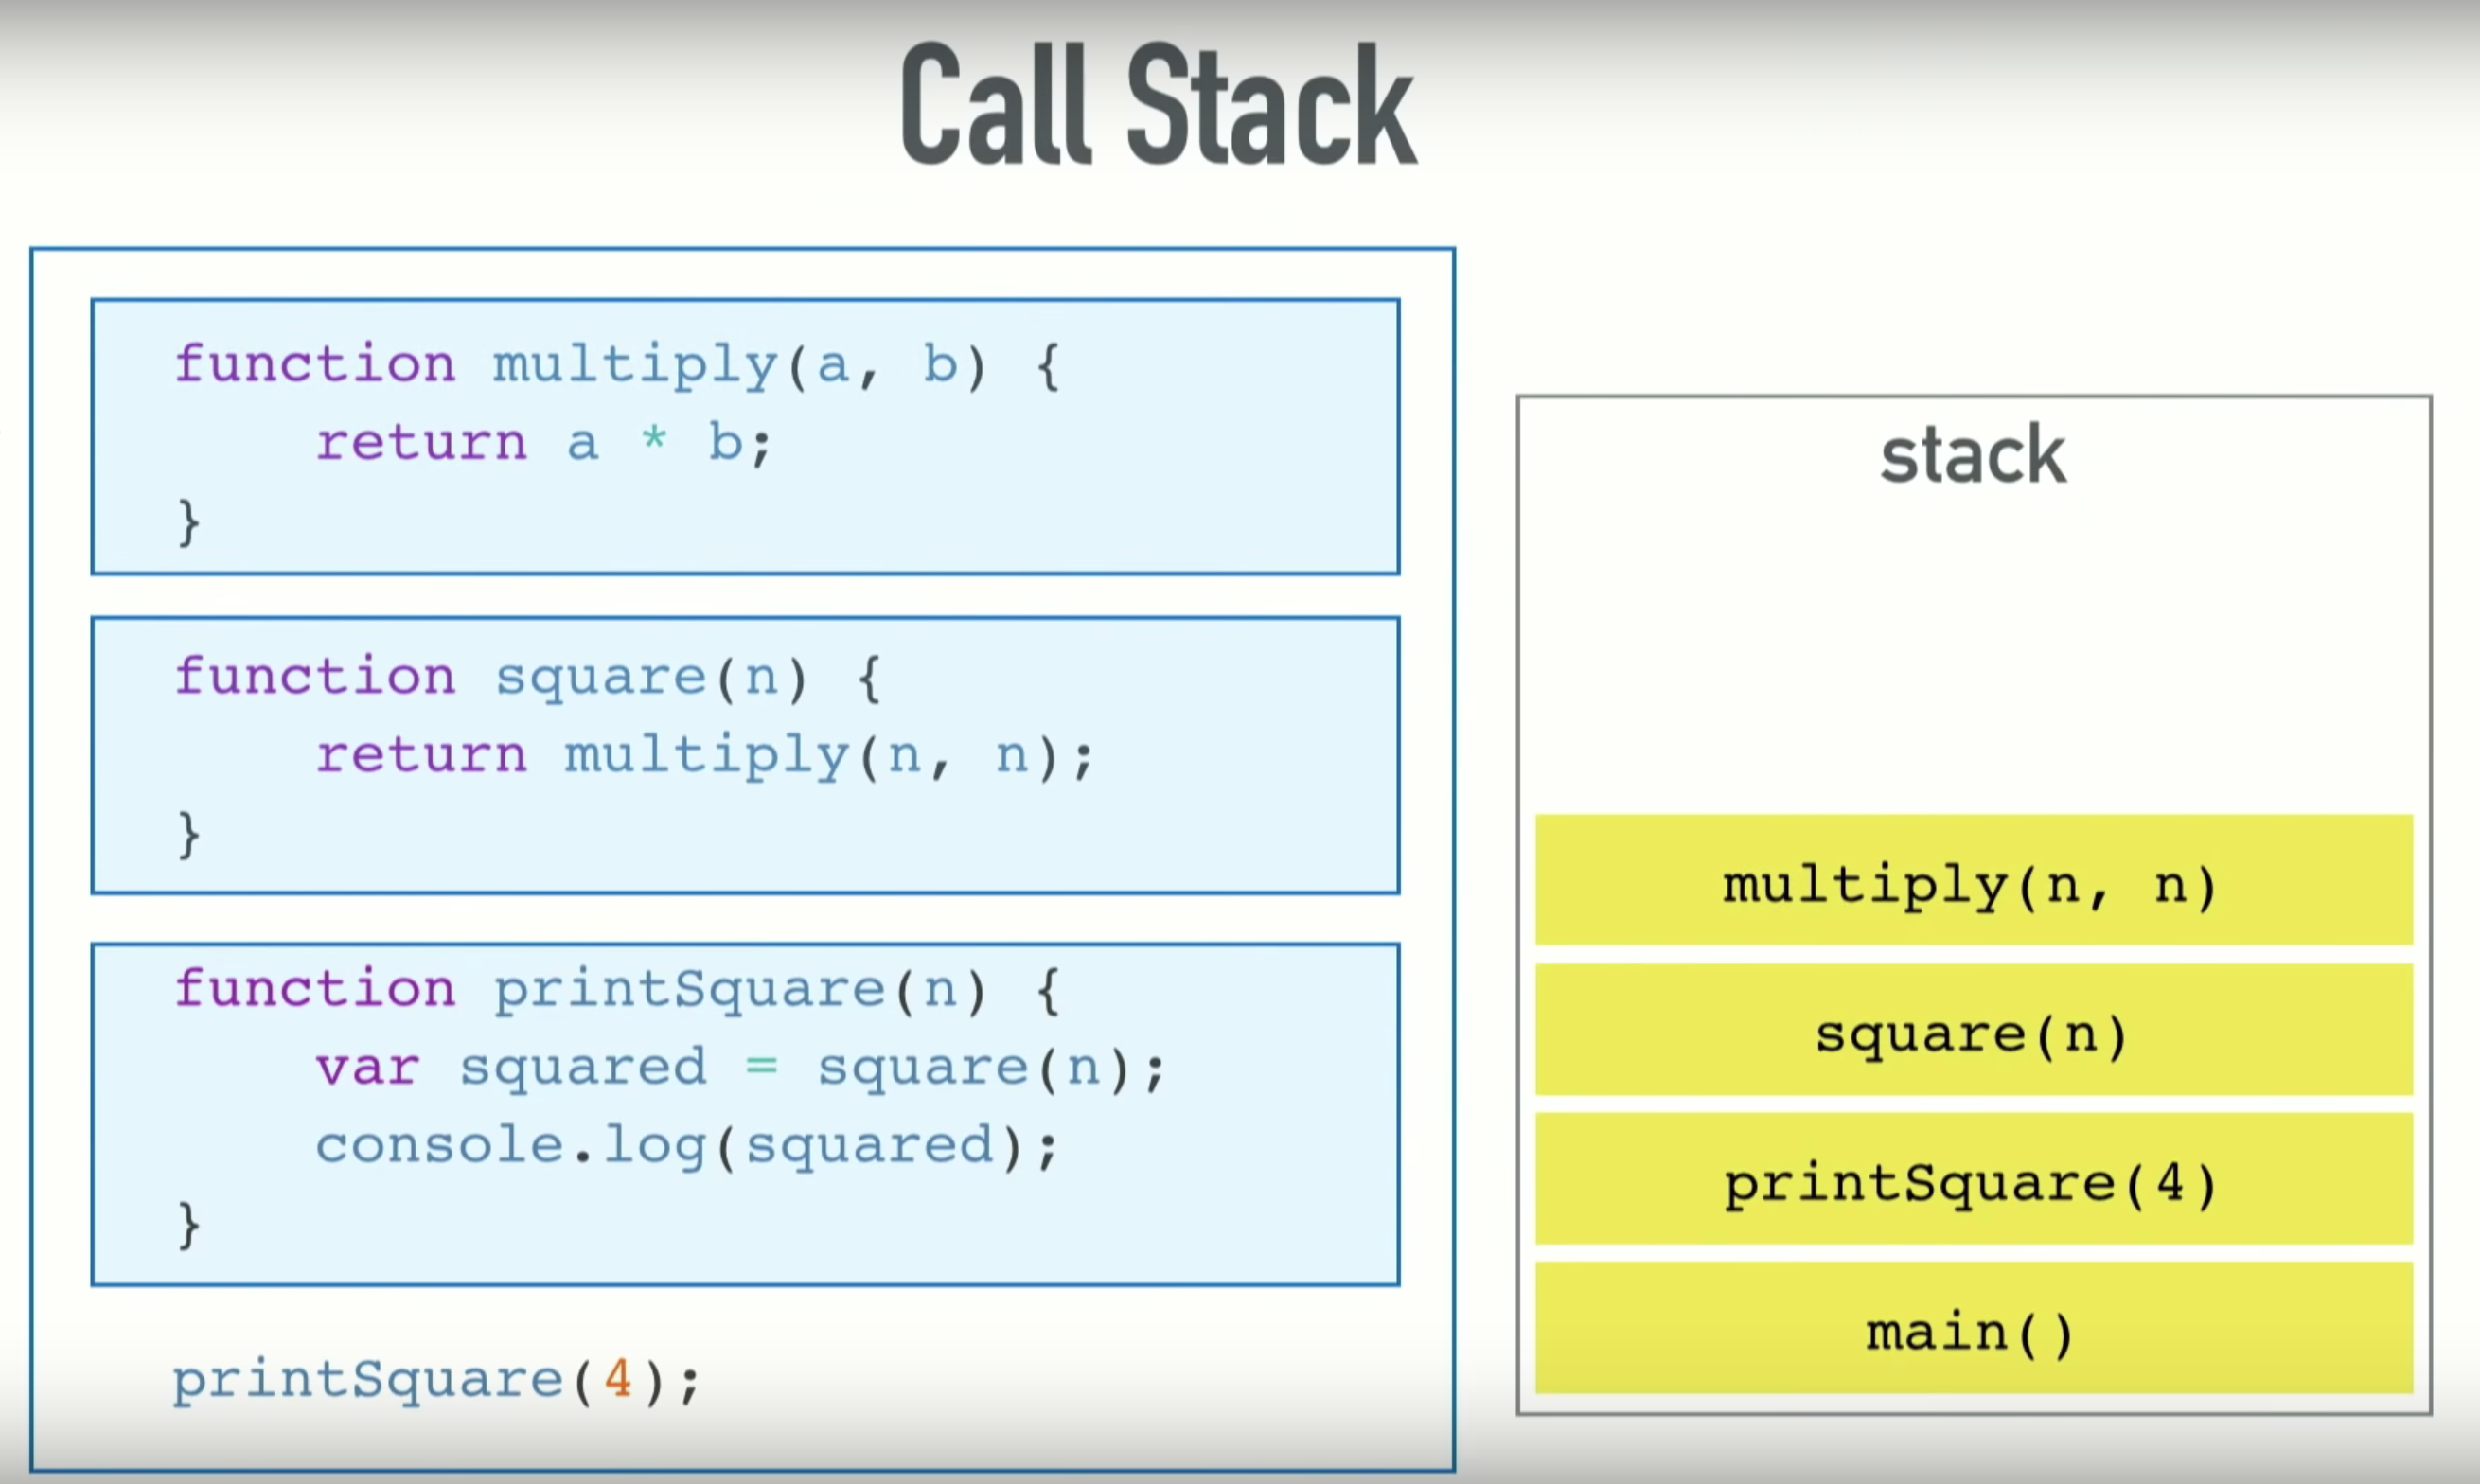 Call Stack
function multiply(a, b) {
    return a * b;
}
function square(n) {
    return multiply(n, n);
}
function printSquare(n) {
    var squared = square(n);
    console.log(squared);
}
printSquare(4);
stack
multiply(n, n)
square(n)
printSquare(4)
main()